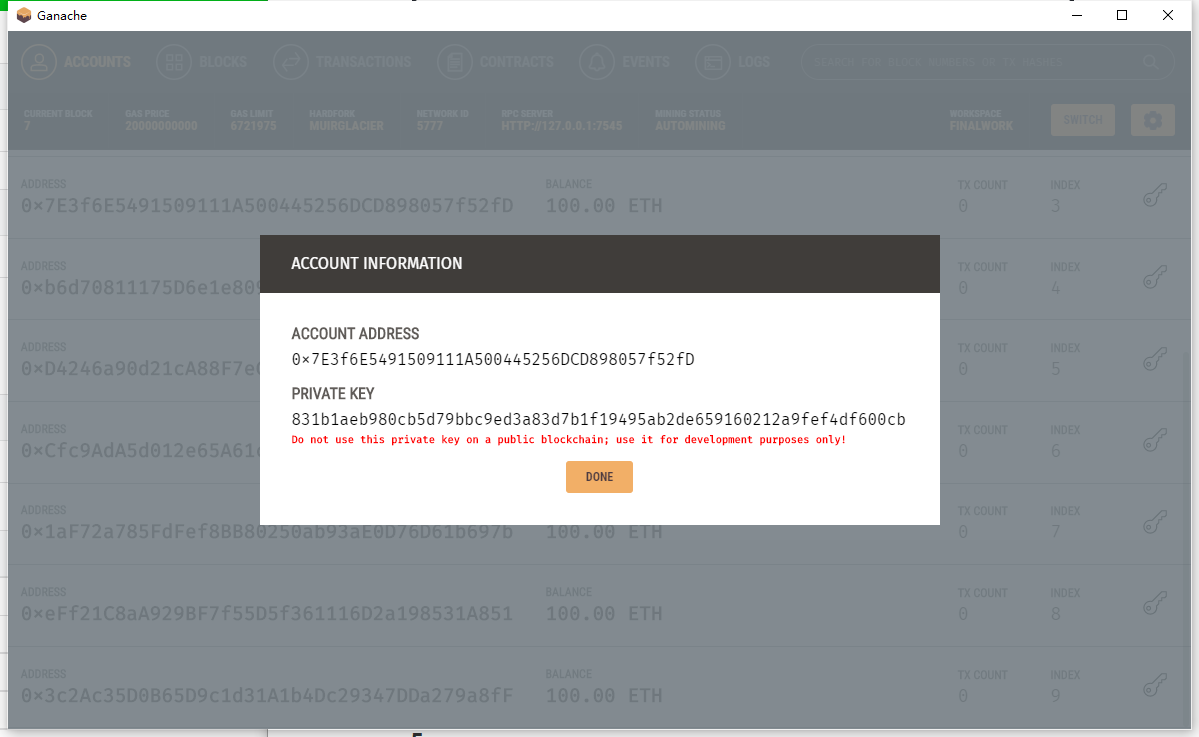 Ganache
ACCOUNTS BLOCKS TRANSACTIONS CONTRACTS EVENTS LOGS SEARCH FOR BLOCK NUMBERS OR TX HASHES
CURRENT BLOCK GAS PRICE GAS LIMIT HARDFORK NETWORK ID RPC SERVER MINING STATUS WORKSPACE
7 20000000000 6721975 MUIRGLACIER 5777 HTTP://127.0.0.1:7545 AUTOMINING FINALWORK SWITCH
ADDRESS BALANCE TX COUNT INDEX
0x7E3f6E5491509111A500445256DCD898057f52fD 100.00 ETH 0 3
ACCOUNT INFORMATION
ADDRESS TX COUNT INDEX
0xb6d70811175D6e1e809 0 4
ACCOUNT ADDRESS
ADDRESS TX COUNT INDEX
0x7E3f6E5491509111A500445256DCD898057f52fD
0xD4246a90d21cA88F7e 0 5
PRIVATE KEY
831b1aeb980cb5d79bbc9ed3a83d7b1f19495ab2de659160212a9fef4df600cb
ADDRESS TX COUNT INDEX
Do not use this private key on a public blockchain; use it for development purposes only!
0xCfc9AdA5d012e65A61 0 6
DONE
ADDRESS TX COUNT INDEX
0x1aF72a785FdFef8BB80250ab93aE0D76D61b697b 100.00 ETH 0 7
ADDRESS BALANCE TX COUNT INDEX
0xeFf21C8aA929BF7f55D5f361116D2a198531A851 100.00 ETH 0 8
ADDRESS BALANCE TX COUNT INDEX
0x3c2Ac35D0B65D9c1d31A1b4Dc29347DDa279a8fF 100.00 ETH 0 9